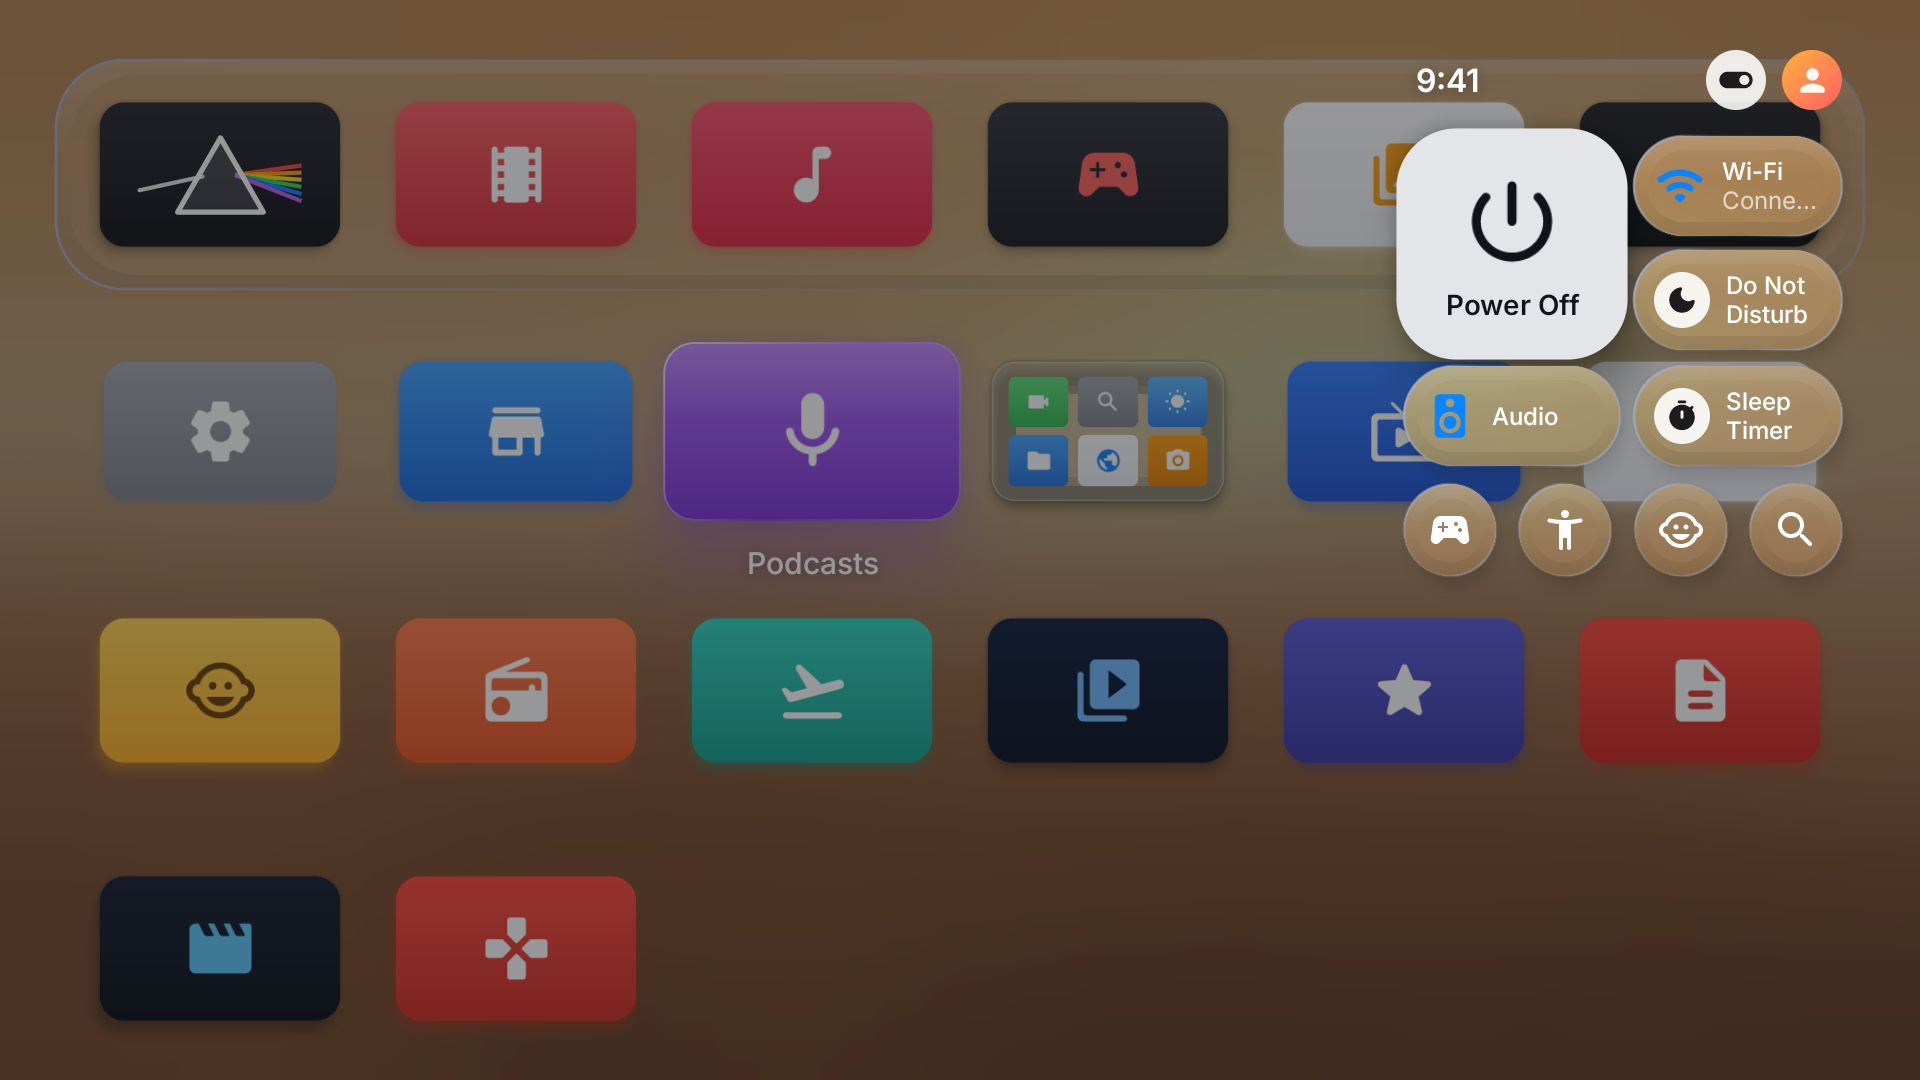 9:41
Power Off
Wi-Fi
Conne...
Do Not
Disturb
Audio
Sleep
Timer
Podcasts